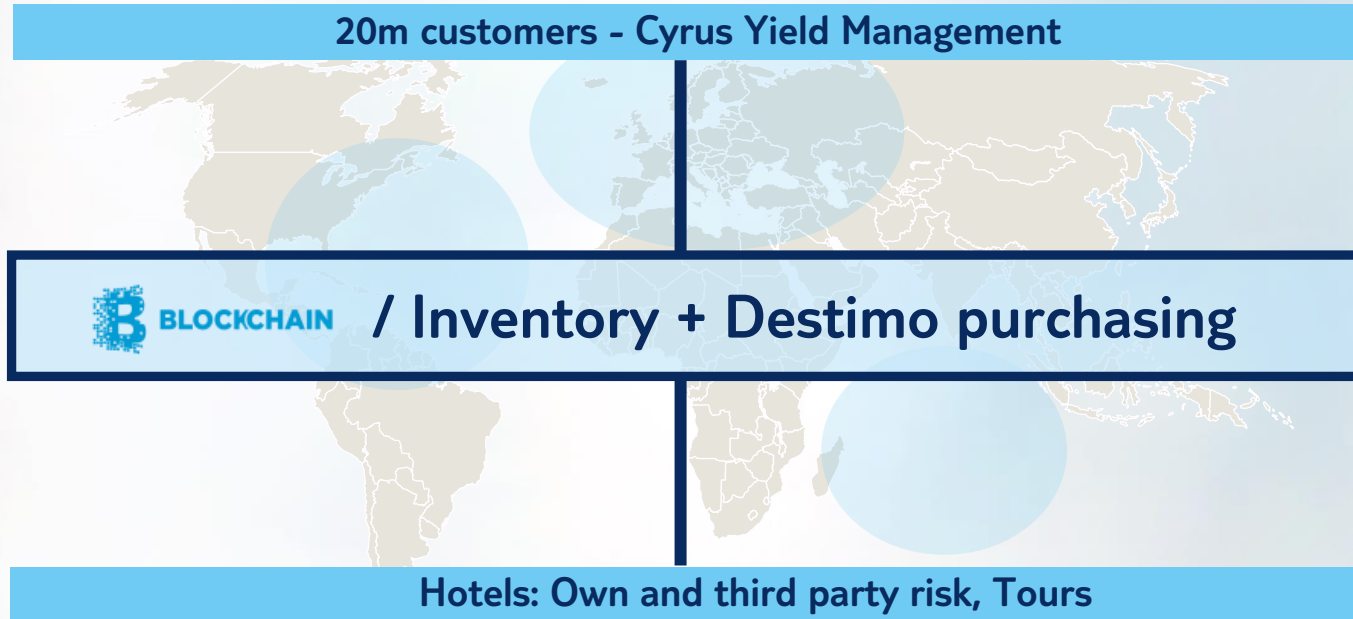 20m customers - Cyrus Yield Management
BLOCKCHAIN / Inventory + Destimo purchasing
Hotels: Own and third party risk, Tours